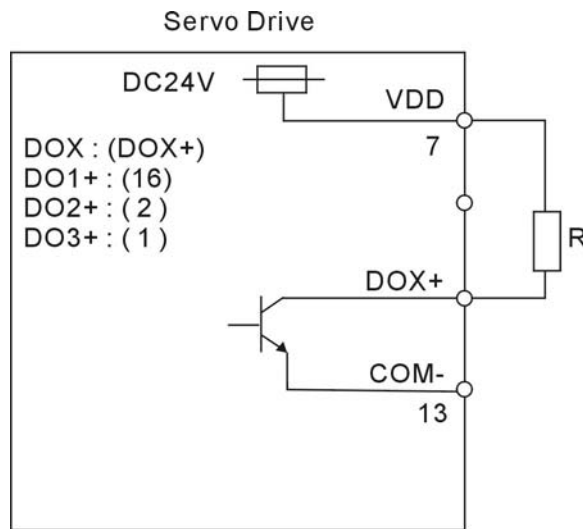 Servo Drive
DC24V
VDD
7
DOX : (DOX+)
DO1+ : (16)
DO2+ : ( 2 )
DO3+ : ( 1 )
R
DOX+
COM-
13